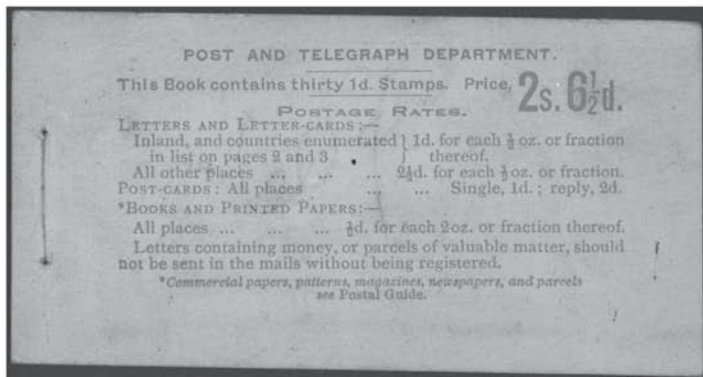 POST AND TELEGRAPH DEPARTMENT.
This Book contains thirty 1d. Stamps. Price, 2s. 6½d.
POSTAGE RATES.
LETTERS AND LETTER-CARDS:—
Inland, and countries enumerated } 1d. for each ½ oz. or fraction
in list on pages 2 and 3 } thereof.
All other places ... ... ... 2½d. for each ½ oz. or fraction.
POST-CARDS: All places ... ... Single, 1d.; reply, 2d.
*BOOKS AND PRINTED PAPERS:—
All places ... ... ... ½d. for each 2oz. or fraction thereof.
Letters containing money, or parcels of valuable matter, should
not be sent in the mails without being registered.
*Commercial papers, patterns, magazines, newspapers, and parcels
see Postal Guide.